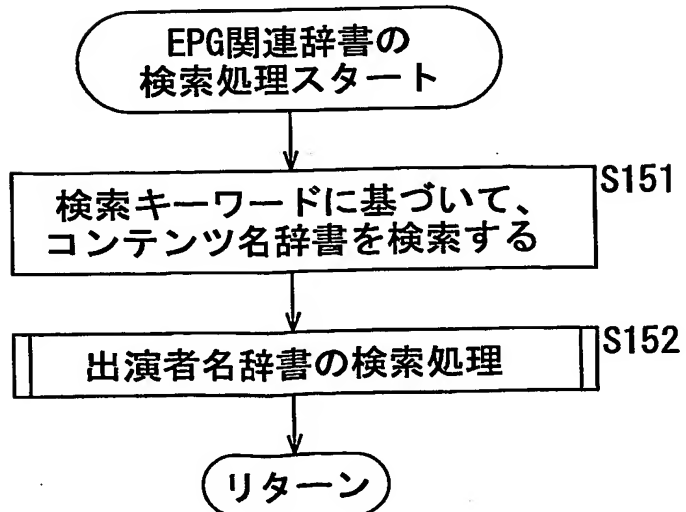 EPG関連辞書の
検索処理スタート
S151
検索キーワードに基づいて、
コンテンツ名辞書を検索する
S152
出演者名辞書の検索処理
リターン